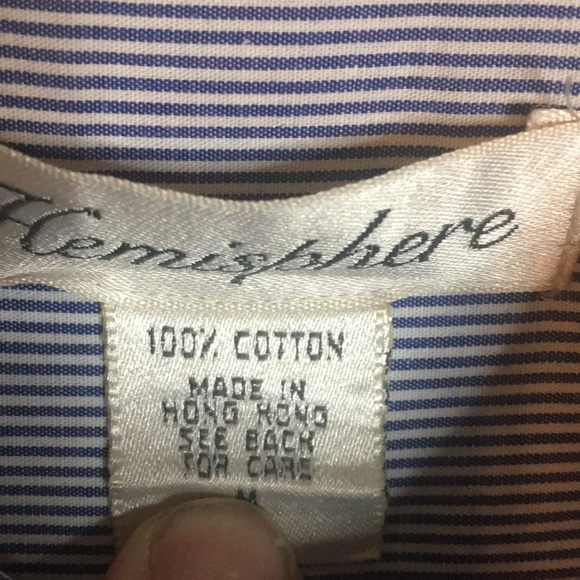 Hemisphere
100% COTTON
MADE IN
HONG KONG
SEE BACK
FOR CARE
M